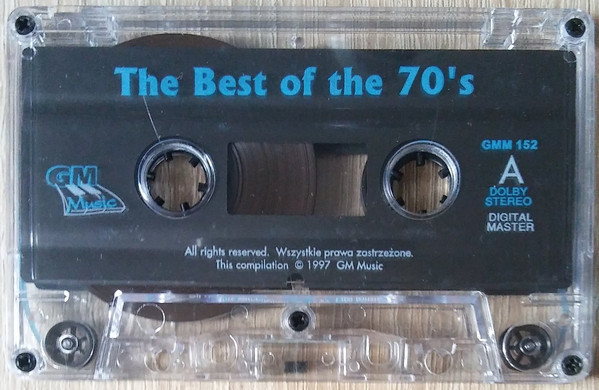 The Best of the 70's
GMM 152
A
DOLBY
STEREO
DIGITAL
MASTER
GM
Music
All rights reserved. Wszystkie prawa zastrzeżone.
This compilation © 1997 GM Music